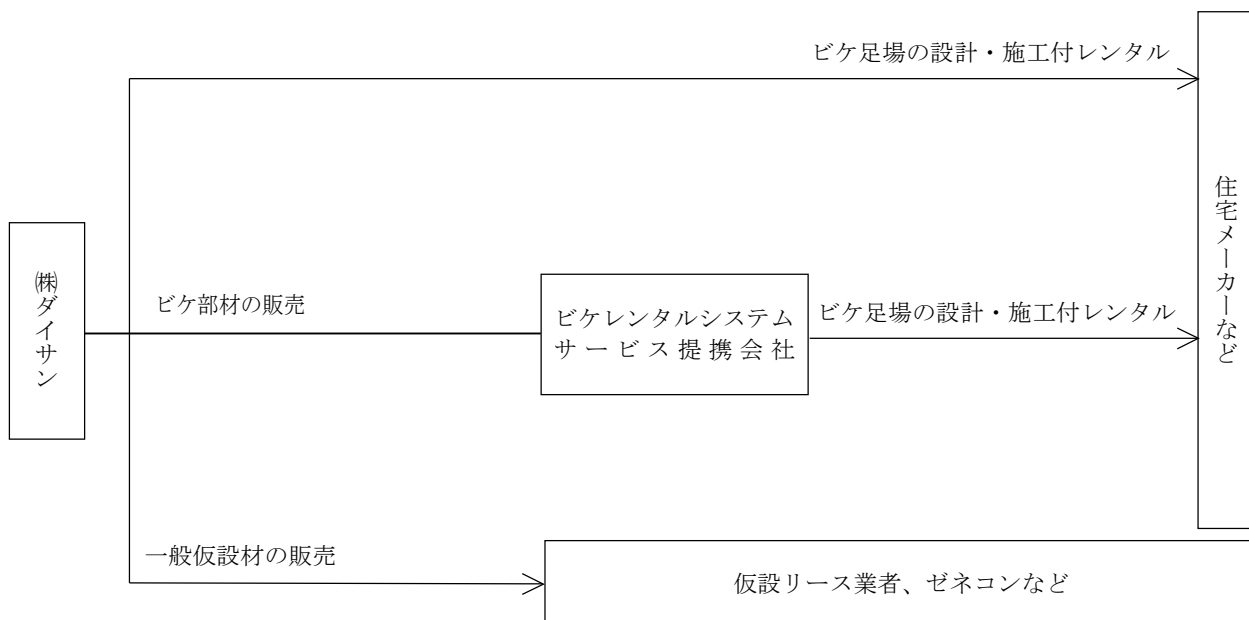 ビケ足場の設計・施工付レンタル
住宅メーカーなど
㈱ダイサン
ビケ部材の販売
ビケレンタルシステム
サービス提携会社
ビケ足場の設計・施工付レンタル
一般仮設材の販売
仮設リース業者、ゼネコンなど